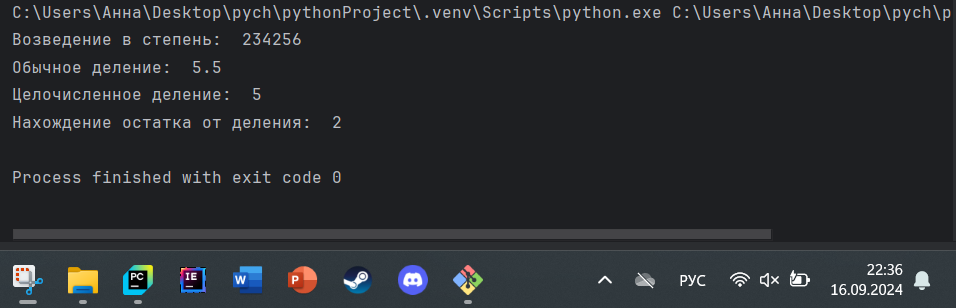 C:\Users\Анна\Desktop\pych\pythonProject\.venv\Scripts\python.exe C:\Users\Анна\Desktop\pych\p
Возведение в степень:  234256
Обычное деление:  5.5
Целочисленное деление:  5
Нахождение остатка от деления:  2
Process finished with exit code 0
PC
IE
W
P
РУС
22:36
16.09.2024